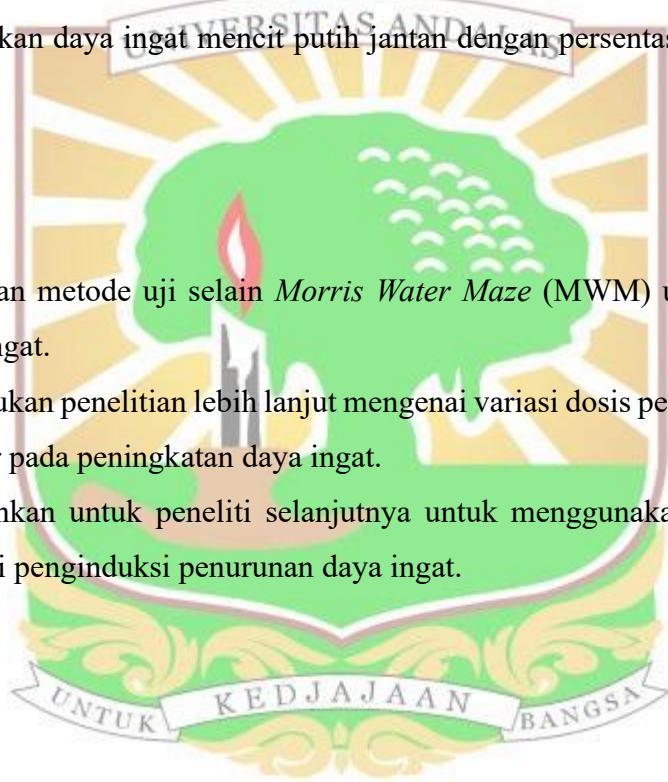 UNIVERSITAS ANDALAS
kan daya ingat mencit putih jantan dengan persentas
an metode uji selain Morris Water Maze (MWM) u
ngat.
ukan penelitian lebih lanjut mengenai variasi dosis pe
r pada peningkatan daya ingat.
nkan untuk peneliti selanjutnya untuk menggunaka
i penginduksi penurunan daya ingat.
UNTUK KEDJAJAAN BANGSA